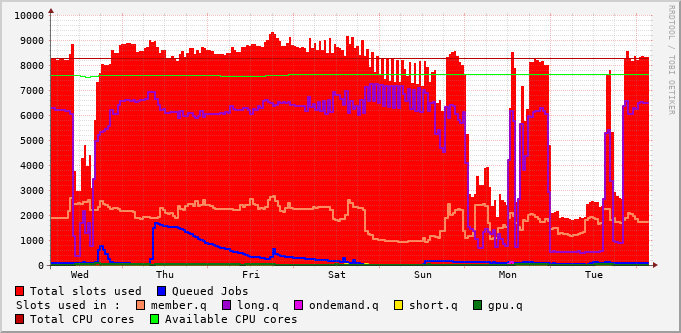 RRDTOOL / TOBI OETIKER
10000
9000
8000
7000
6000
5000
4000
3000
2000
1000
0
Wed Thu Fri Sat Sun Mon Tue
Total slots used Queued Jobs
Slots used in : member.q long.q ondemand.q short.q gpu.q
Total CPU cores Available CPU cores